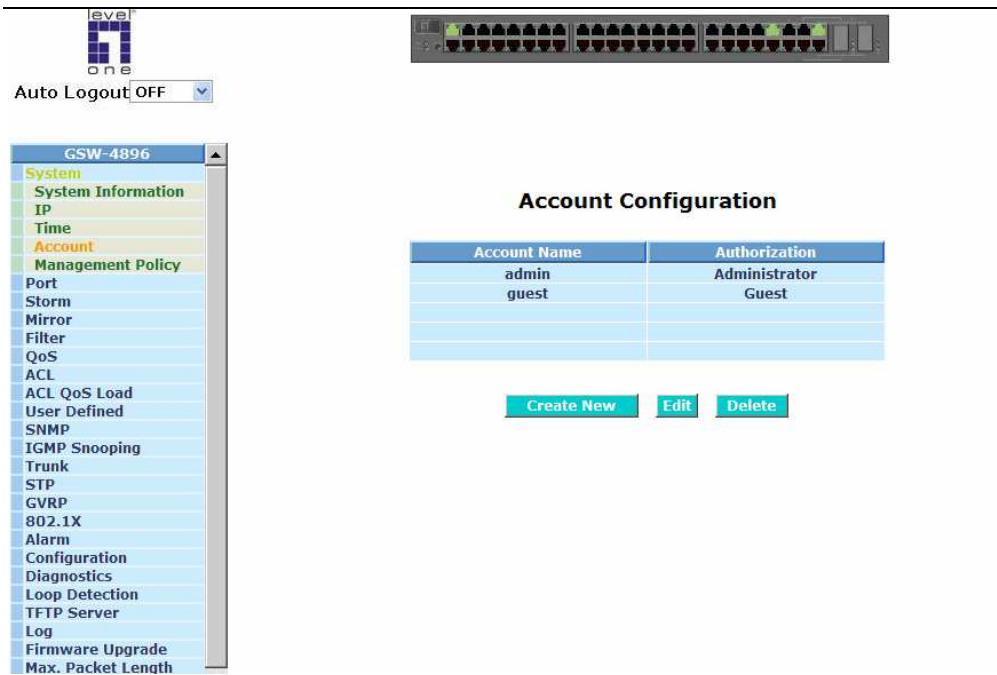 level
one
Auto Logout OFF
GSW-4896
System
System Information
IP
Time
Account
Management Policy
Port
Storm
Mirror
Filter
QoS
ACL
ACL QoS Load
User Defined
SNMP
IGMP Snooping
Trunk
STP
GVRP
802.1X
Alarm
Configuration
Diagnostics
Loop Detection
TFTP Server
Log
Firmware Upgrade
Max. Packet Length
Account Configuration
Account Name Authorization
admin Administrator
guest Guest
Create New Edit Delete